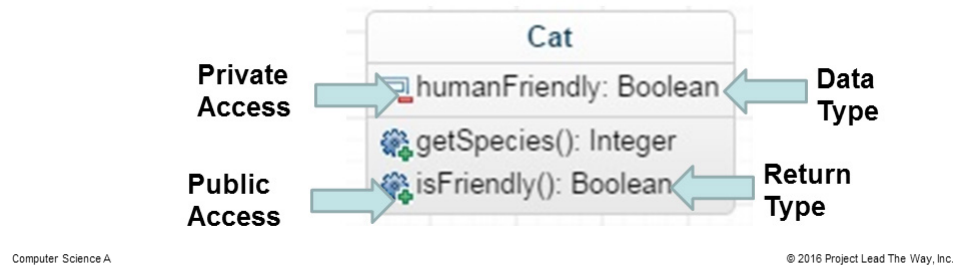 Cat
Private
Access
humanFriendly: Boolean
Data
Type
getSpecies(): Integer
Public
Access
isFriendly(): Boolean
Return
Type
Computer Science A
© 2016 Project Lead The Way, Inc.